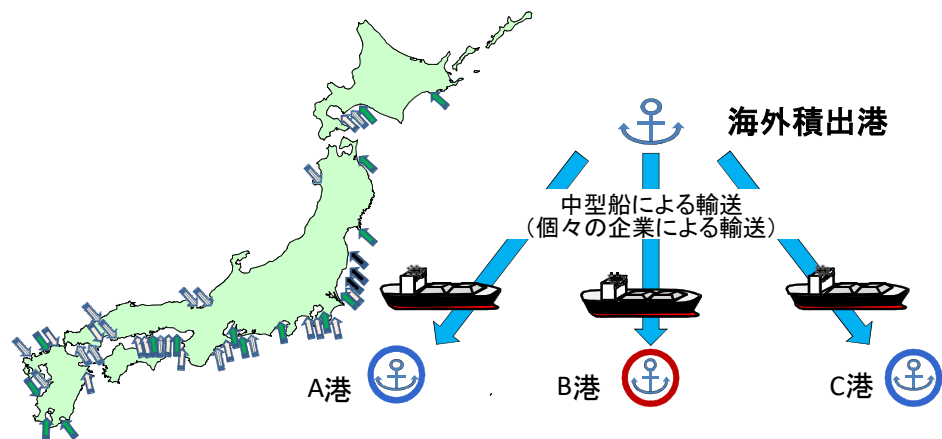 海外積出港
中型船による輸送
（個々の企業による輸送）
A港
B港
C港